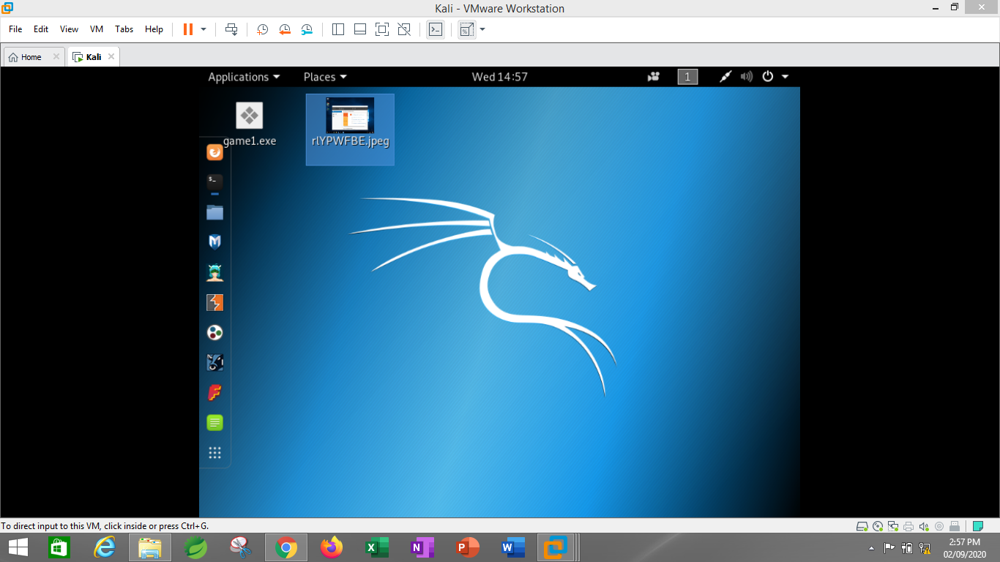 Kali - VMware Workstation
File Edit View VM Tabs Help
Home Kali
Applications Places Wed 14:57 1
game1.exe rlYPWFBE.jpeg
To direct input to this VM, click inside or press Ctrl+G.
2:57 PM
02/09/2020